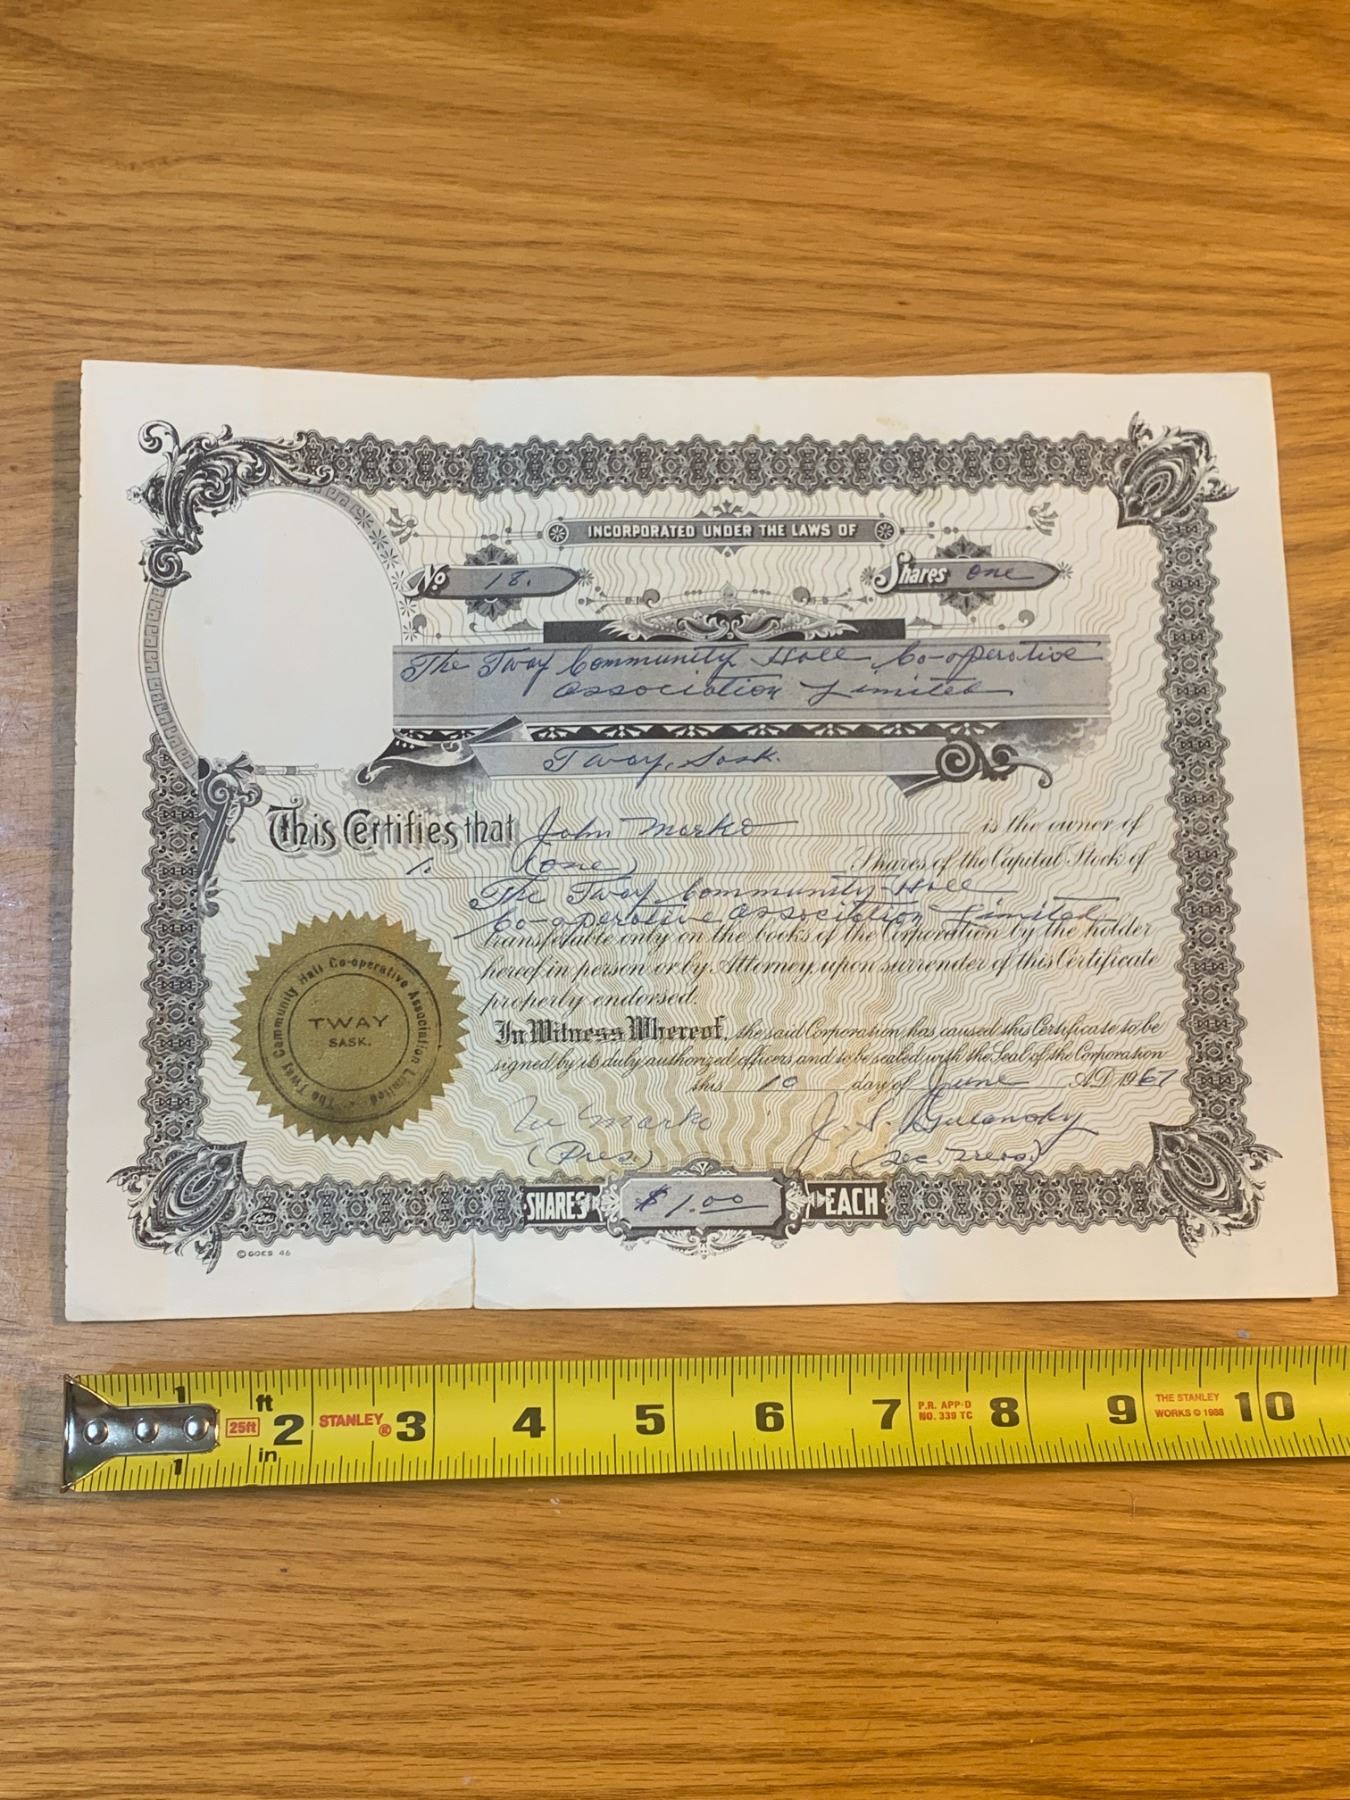 INCORPORATED UNDER THE LAWS OF
No 18.
Shares One
The Tway Community Hall Co-operative
Association Limited
Tway, Sask.
This Certifies that John Marko is the owner of
1. (one) Shares of the Capital Stock of
The Tway Community Hall
Co-operative Association Limited
transferable only on the books of the Corporation by the holder
hereof in person or by Attorney, upon surrender of this Certificate
properly endorsed.
In Witness Whereof, the said Corporation has caused this Certificate to be
signed by its duly authorized officers and to be sealed with the Seal of the Corporation
this 10 day of June A.D. 1967
The Tway Community Hall Co-operative Association Limited
TWAY
SASK.
W Marko J. S.
(Pres.) (Sec. Treas.)
SHARES $1.00 EACH
© GOES 46
1 ft 2 3 4 5 6 7 8 9 10
25ft STANLEY®
P.R. APP-D
NO. 339 TC
THE STANLEY
WORKS © 1988
1 in